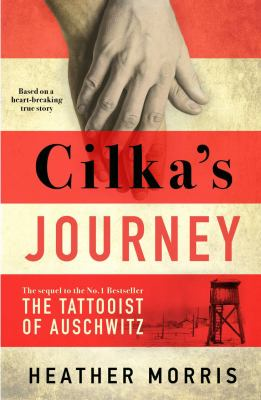 Based on a
heart-breaking
true story
Cilka's
JOURNEY
The sequel to the No.1 Bestseller
THE TATTOOIST
OF AUSCHWITZ
HEATHER MORRIS